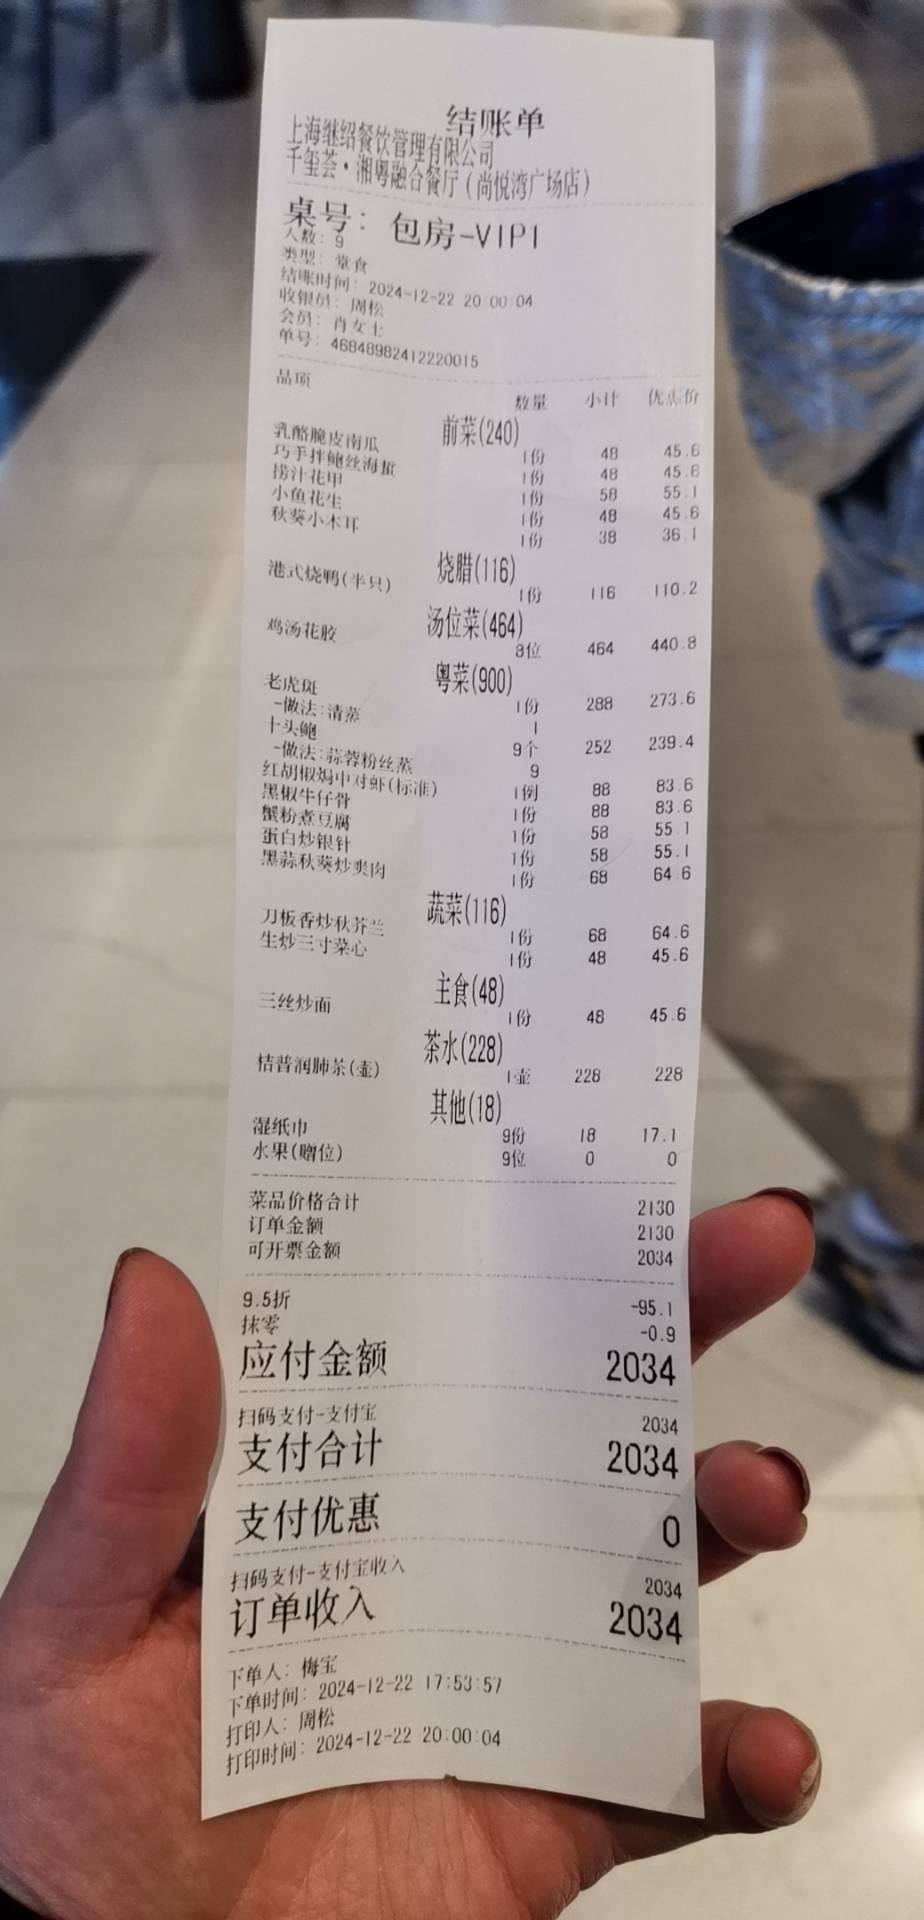 结账单
上海继绍餐饮管理有限公司
千玺荟·湘粤融合餐厅(尚悦湾广场店)
桌号: 包房-VIP1
人数: 9
类型: 堂食
结账时间: 2024-12-22 20:00:04
收银员: 周松
会员: 肖女士
单号: 46848982412220015
品项 数量 小计 优惠价
前菜(240)
乳酪脆皮南瓜 1份 48 45.6
巧手拌鲍丝海蜇 1份 48 45.6
捞汁花甲 1份 58 55.1
小鱼花生 1份 48 45.6
秋葵小木耳 1份 38 36.1
烧腊(116)
港式烧鸭(半只) 1份 116 110.2
汤位菜(464)
鸡汤花胶 8位 464 440.8
粤菜(900)
老虎斑 1份 288 273.6
-做法:清蒸 1
十头鲍 9个 252 239.4
-做法:蒜蓉粉丝蒸 9
红胡椒焗中对虾(标准) 1例 88 83.6
黑椒牛仔骨 1份 88 83.6
蟹粉煮豆腐 1份 58 55.1
蛋白炒银针 1份 58 55.1
黑蒜秋葵炒爽肉 1份 68 64.6
蔬菜(116)
刀板香炒秋芥兰 1份 68 64.6
生炒三寸菜心 1份 48 45.6
主食(48)
三丝炒面 1份 48 45.6
茶水(228)
桔普润肺茶(壶) 1壶 228 228
其他(18)
湿纸巾 9份 18 17.1
水果(赠位) 9位 0 0
菜品价格合计 2130
订单金额 2130
可开票金额 2034
9.5折 -95.1
抹零 -0.9
应付金额 2034
扫码支付-支付宝 2034
支付合计 2034
支付优惠 0
扫码支付-支付宝收入 2034
订单收入 2034
下单人: 梅宝
下单时间: 2024-12-22 17:53:57
打印人: 周松
打印时间: 2024-12-22 20:00:04